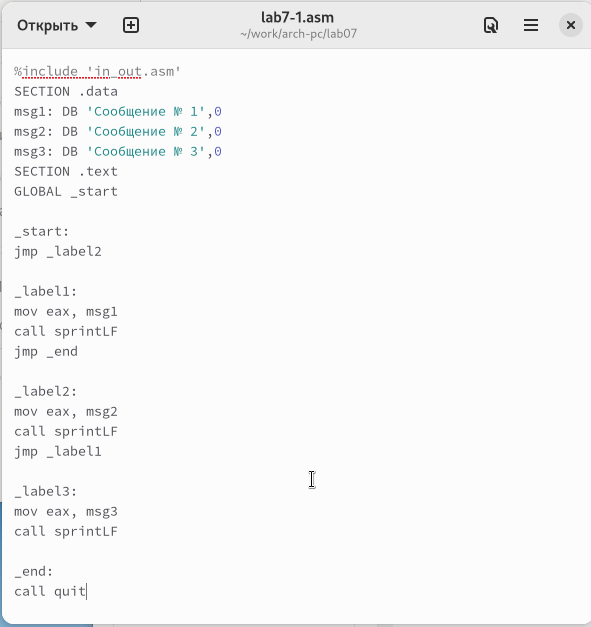 Открыть
lab7-1.asm
~/work/arch-pc/lab07
%include 'in_out.asm'
SECTION .data
msg1: DB 'Сообщение № 1',0
msg2: DB 'Сообщение № 2',0
msg3: DB 'Сообщение № 3',0
SECTION .text
GLOBAL _start
_start:
jmp _label2
_label1:
mov eax, msg1
call sprintLF
jmp _end
_label2:
mov eax, msg2
call sprintLF
jmp _label1
_label3:
mov eax, msg3
call sprintLF
_end:
call quit